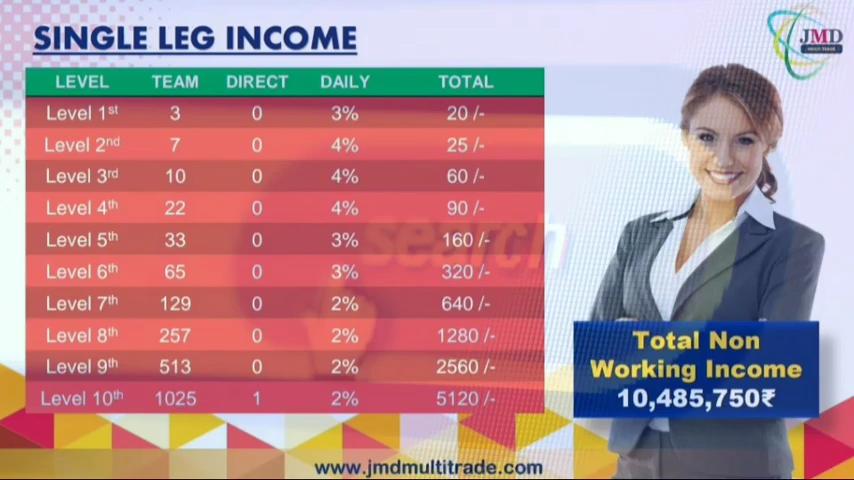 SINGLE LEG INCOME
JMD
MULTI TRADE
LEVEL TEAM DIRECT DAILY TOTAL
Level 1st 3 0 3% 20 /-
Level 2nd 7 0 4% 25 /-
Level 3rd 10 0 4% 60 /-
Level 4th 22 0 4% 90 /-
Level 5th 33 0 3% 160 /-
Level 6th 65 0 3% 320 /-
Level 7th 129 0 2% 640 /-
Level 8th 257 0 2% 1280 /-
Level 9th 513 0 2% 2560 /-
Level 10th 1025 1 2% 5120 /-
search
Total Non
Working Income
10,485,750₹
www.jmdmultitrade.com